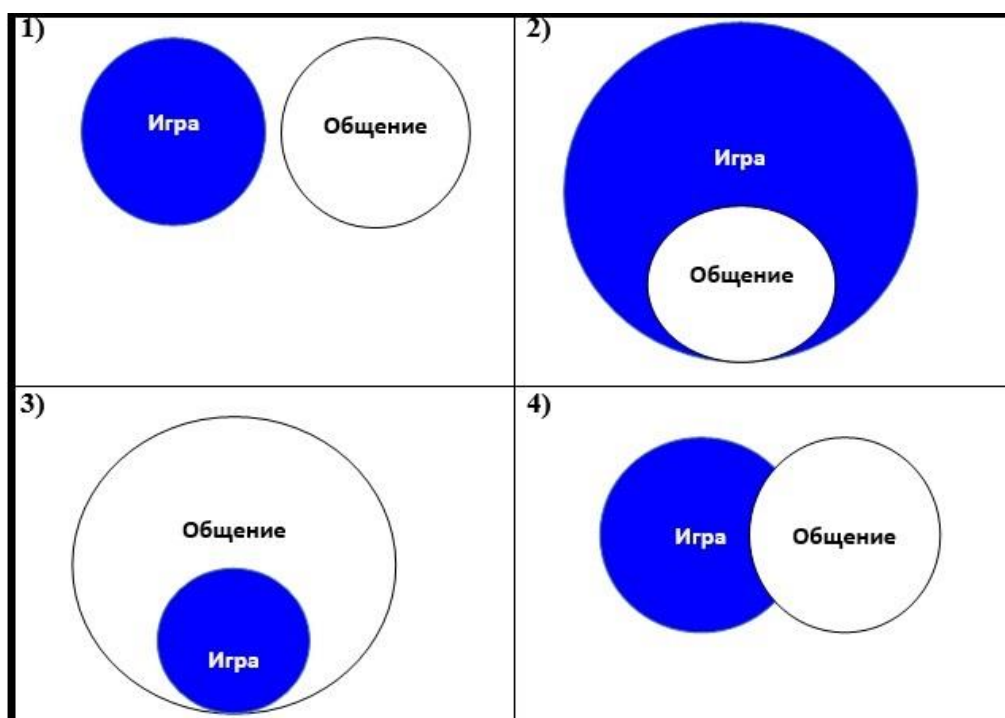 1)
Игра
Общение
2)
Игра
Общение
3)
Общение
Игра
4)
Игра
Общение